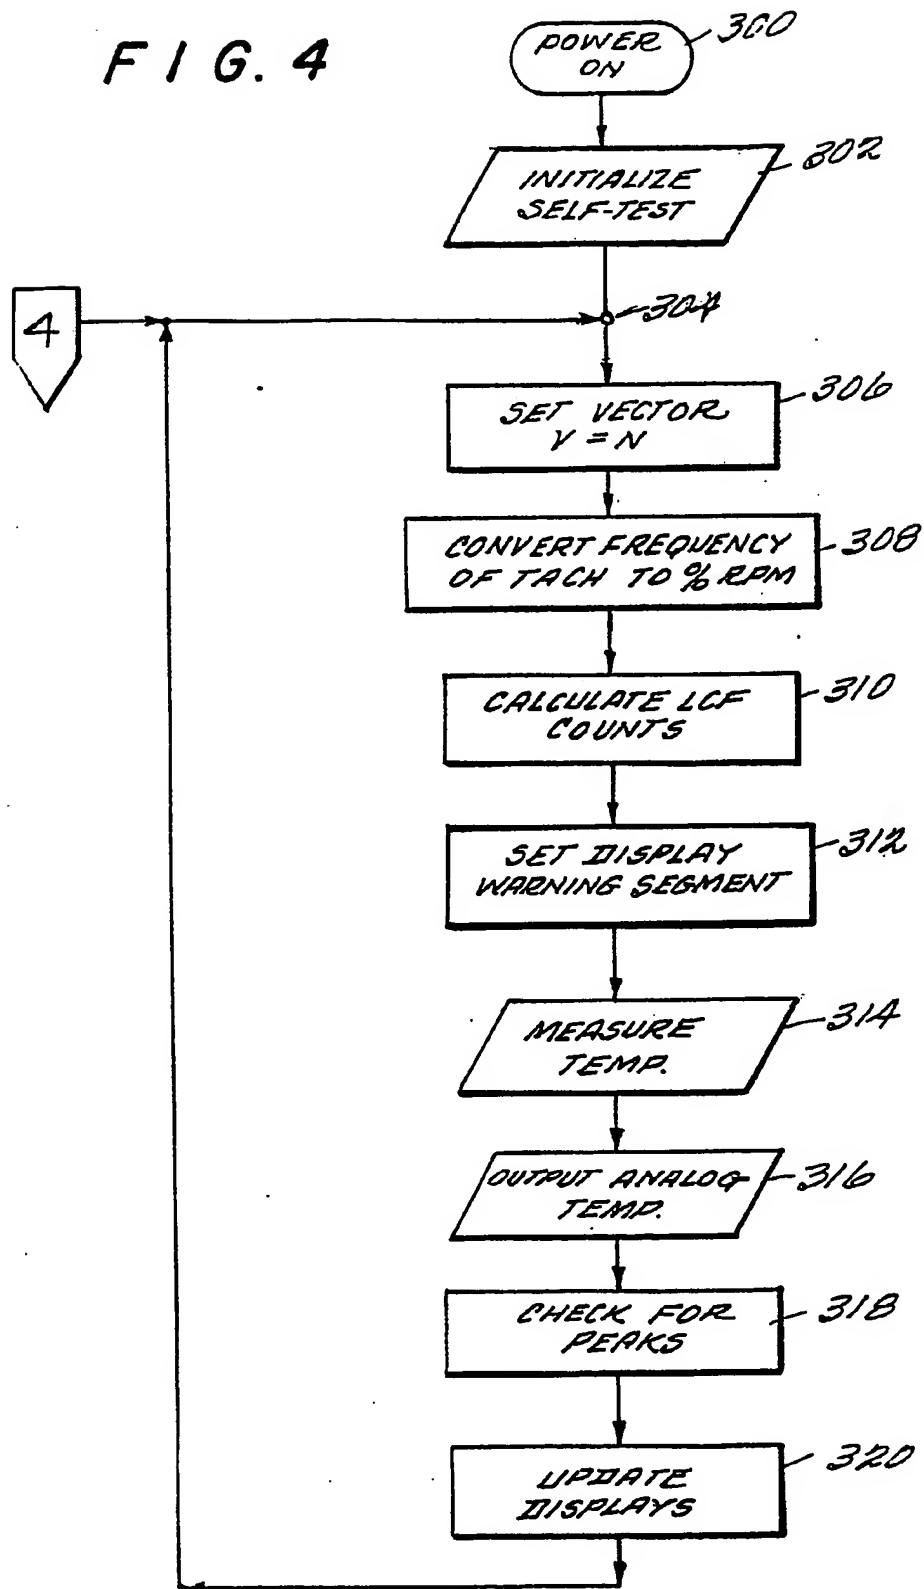 FIG. 4
POWER
ON
300
INITIALIZE
SELF-TEST
302
4
304
SET VECTOR
V = N
306
CONVERT FREQUENCY
OF TACH TO % RPM
308
CALCULATE LCF
COUNTS
310
SET DISPLAY
WARNING SEGMENT
312
MEASURE
TEMP.
314
OUTPUT ANALOG
TEMP.
316
CHECK FOR
PEAKS
318
UPDATE
DISPLAYS
320